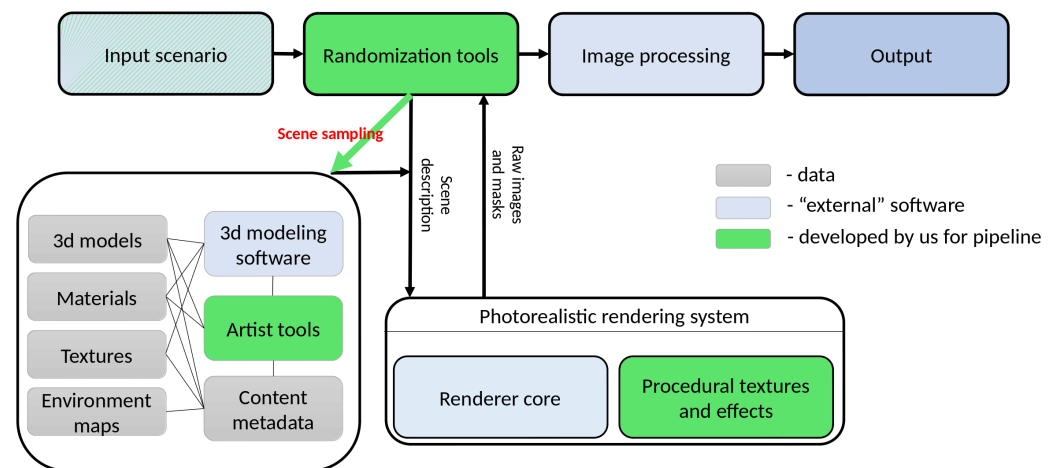 Input scenario
Randomization tools
Image processing
Output
Scene sampling
Scene
description
Raw images
and masks
- data
- “external” software
- developed by us for pipeline
3d models
Materials
Textures
Environment
maps
3d modeling
software
Artist tools
Content
metadata
Photorealistic rendering system
Renderer core
Procedural textures
and effects